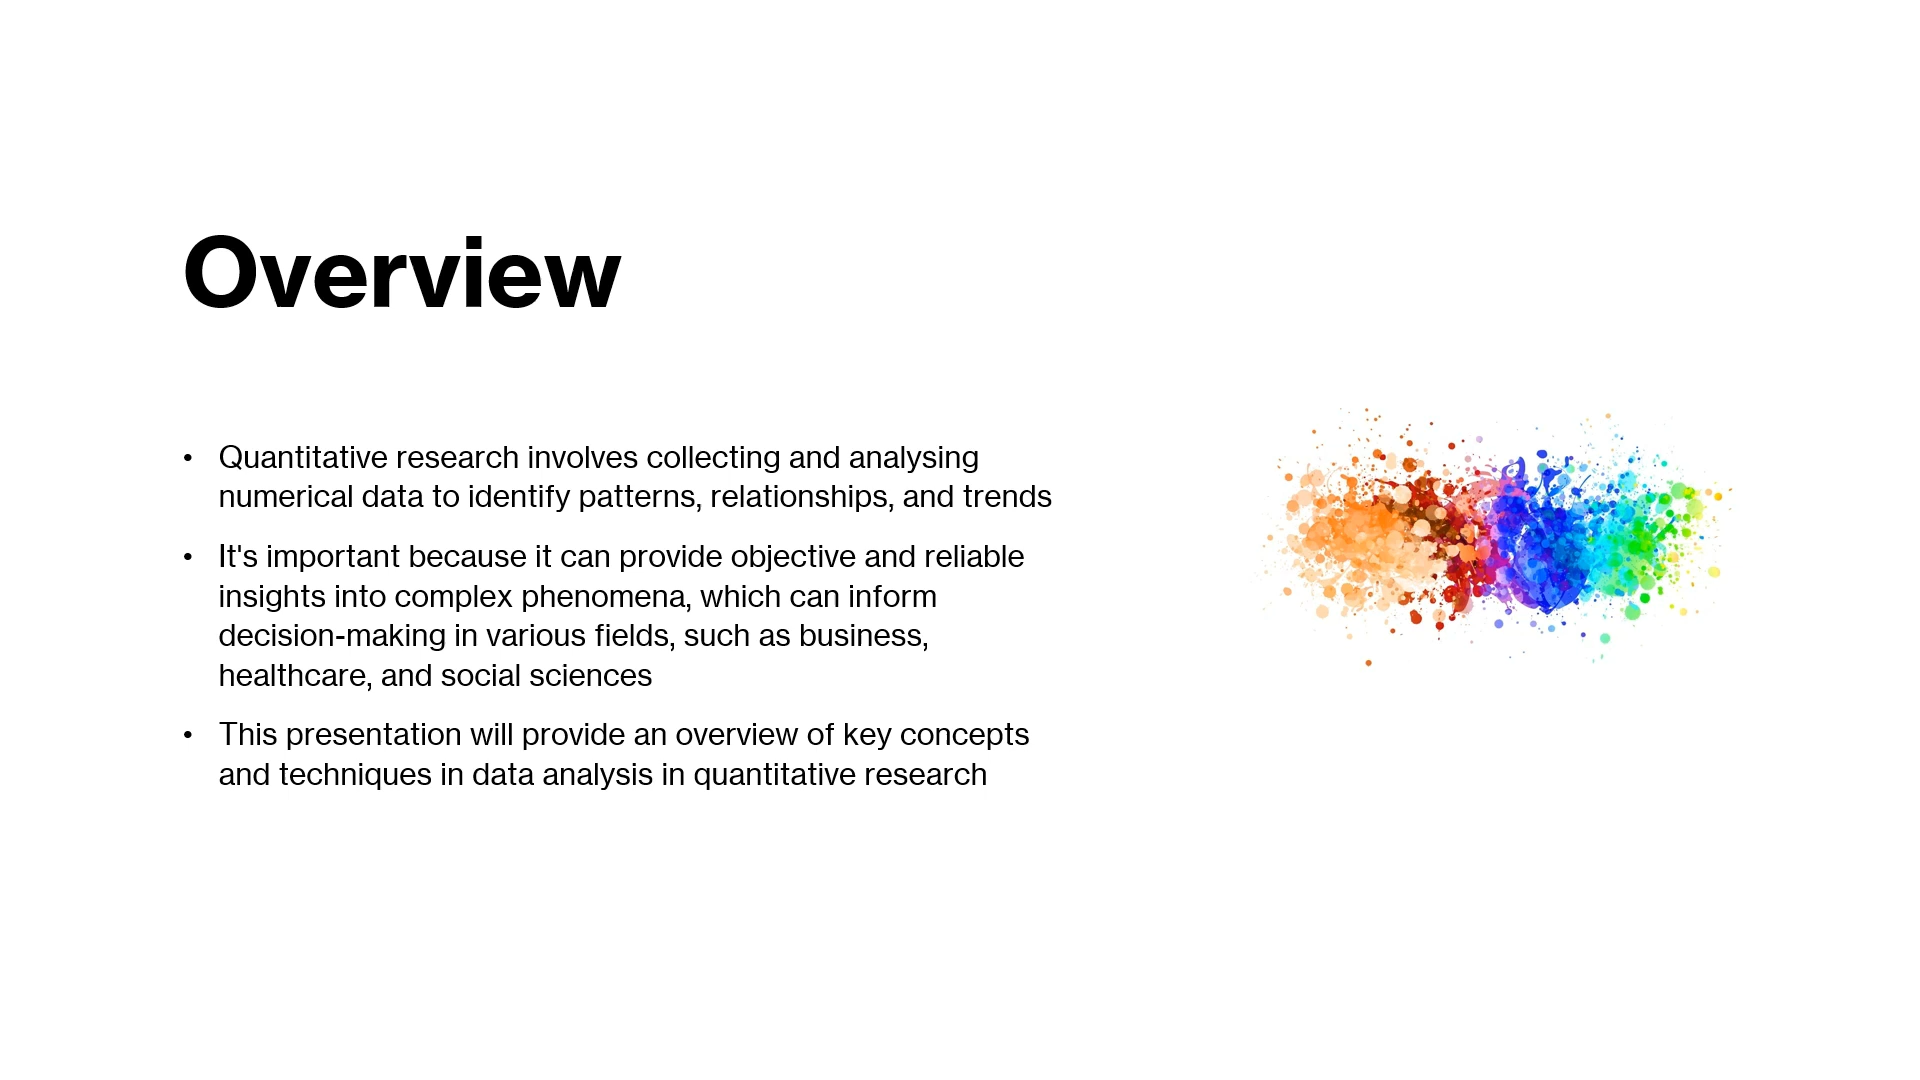 Overview
• Quantitative research involves collecting and analysing
numerical data to identify patterns, relationships, and trends
• It's important because it can provide objective and reliable
insights into complex phenomena, which can inform
decision-making in various fields, such as business,
healthcare, and social sciences
• This presentation will provide an overview of key concepts
and techniques in data analysis in quantitative research